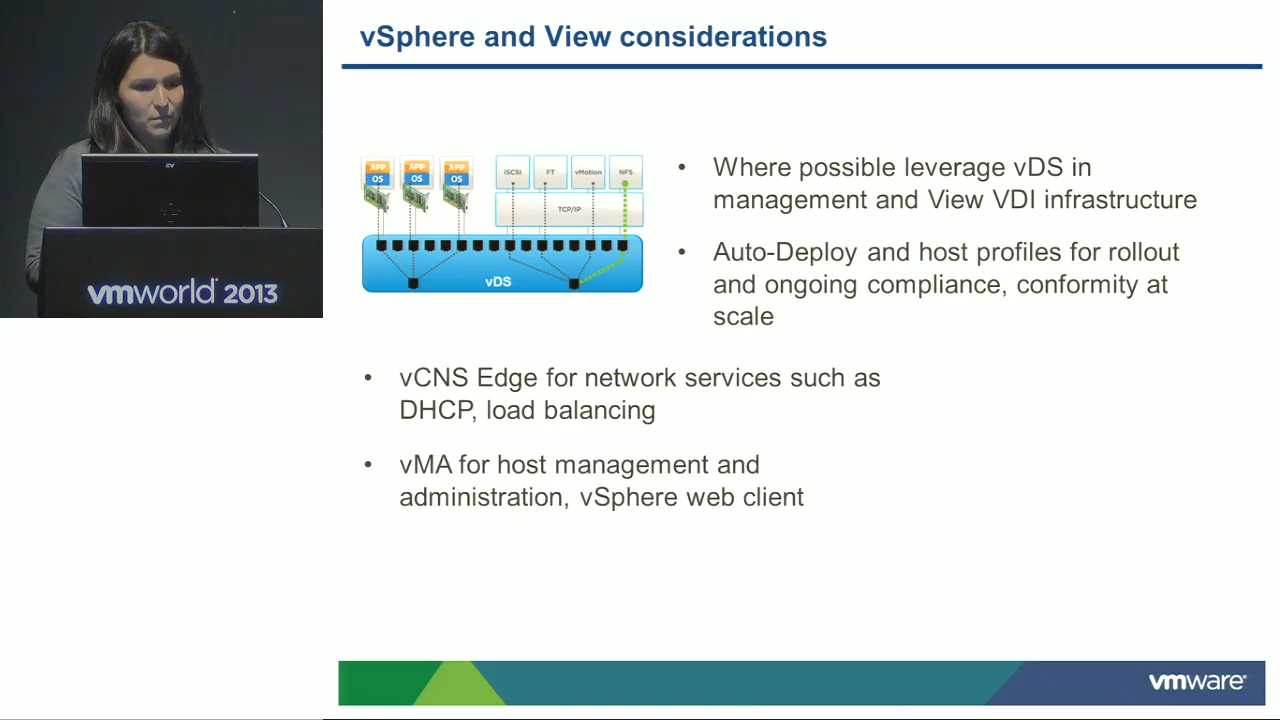 vSphere and View considerations
APP APP APP
OS OS OS
iSCSI FT vMotion NFS
TCP/IP
vDS
• Where possible leverage vDS in
management and View VDI infrastructure
• Auto-Deploy and host profiles for rollout
and ongoing compliance, conformity at
scale
• vCNS Edge for network services such as
DHCP, load balancing
• vMA for host management and
administration, vSphere web client
vmworld 2013
vmware